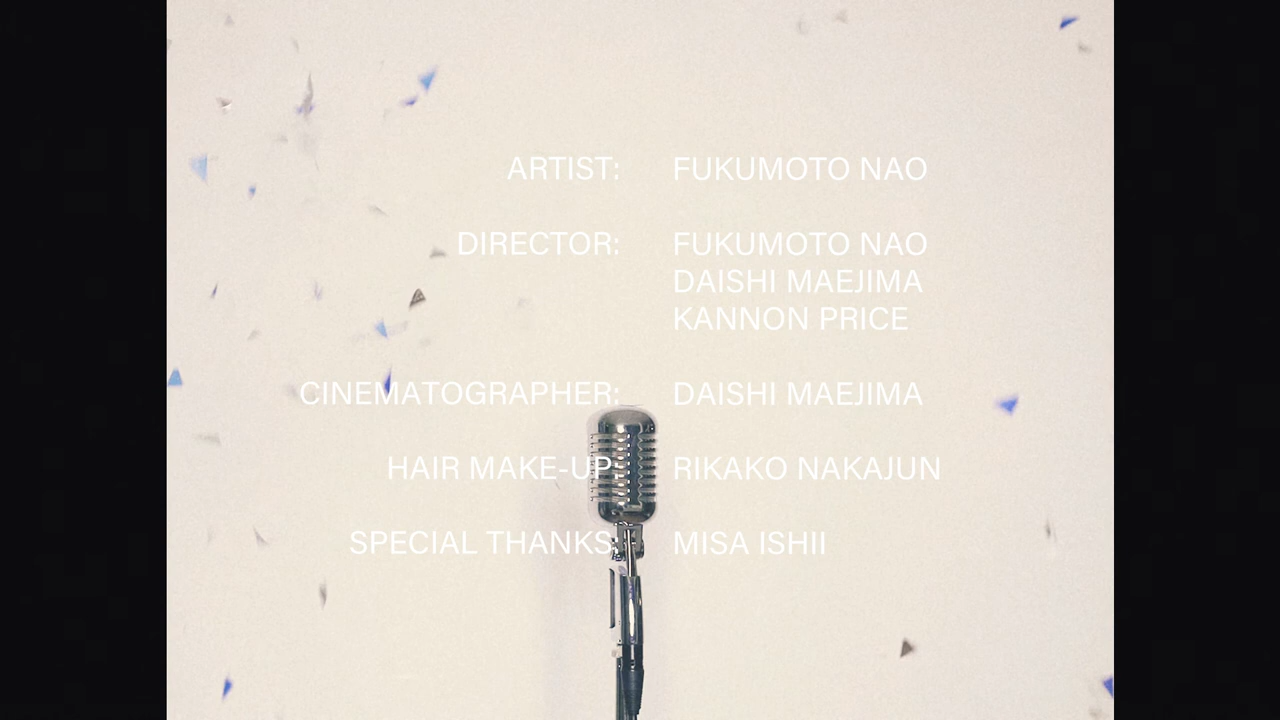 ARTIST: FUKUMOTO NAO
DIRECTOR: FUKUMOTO NAO
DAISHI MAEJIMA
KANNON PRICE
CINEMATOGRAPHER: DAISHI MAEJIMA
HAIR MAKE-UP: RIKAKO NAKAJUN
SPECIAL THANKS: MISA ISHII